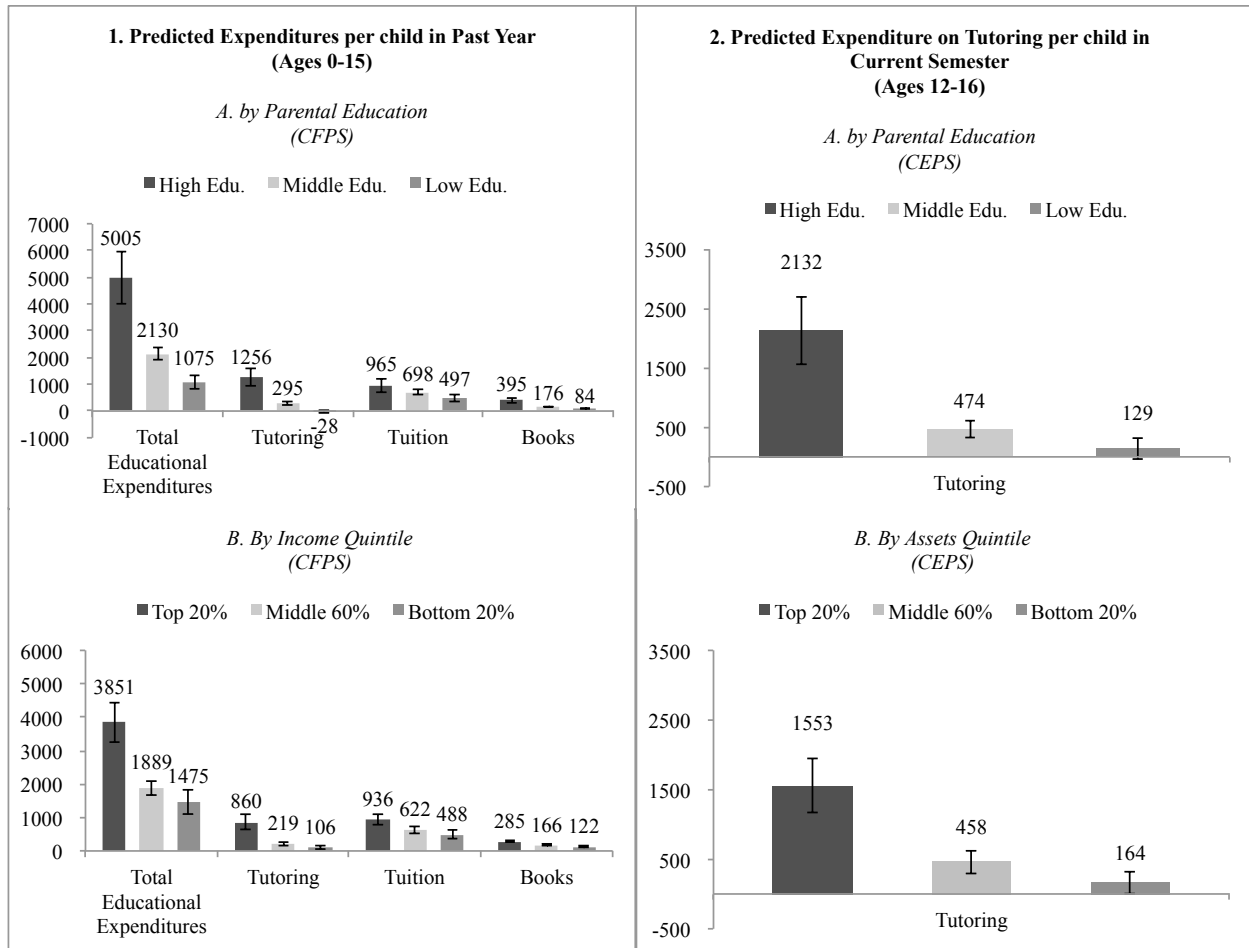 1. Predicted Expenditures per child in Past Year
(Ages 0-15)
A. by Parental Education
(CFPS)
High Edu. Middle Edu. Low Edu.
7000
6000
5000
4000
3000
2000
1000
0
-1000
5005
2130
1075
1256
295
-28
965
698
497
395
176
84
Total
Educational
Expenditures
Tutoring
Tuition
Books
B. By Income Quintile
(CFPS)
Top 20% Middle 60% Bottom 20%
6000
5000
4000
3000
2000
1000
0
3851
1889
1475
860
219
106
936
622
488
285
166
122
Total
Educational
Expenditures
Tutoring
Tuition
Books
2. Predicted Expenditure on Tutoring per child in
Current Semester
(Ages 12-16)
A. by Parental Education
(CEPS)
High Edu. Middle Edu. Low Edu.
3500
2500
1500
500
-500
2132
474
129
Tutoring
B. By Assets Quintile
(CEPS)
Top 20% Middle 60% Bottom 20%
3500
2500
1500
500
-500
1553
458
164
Tutoring